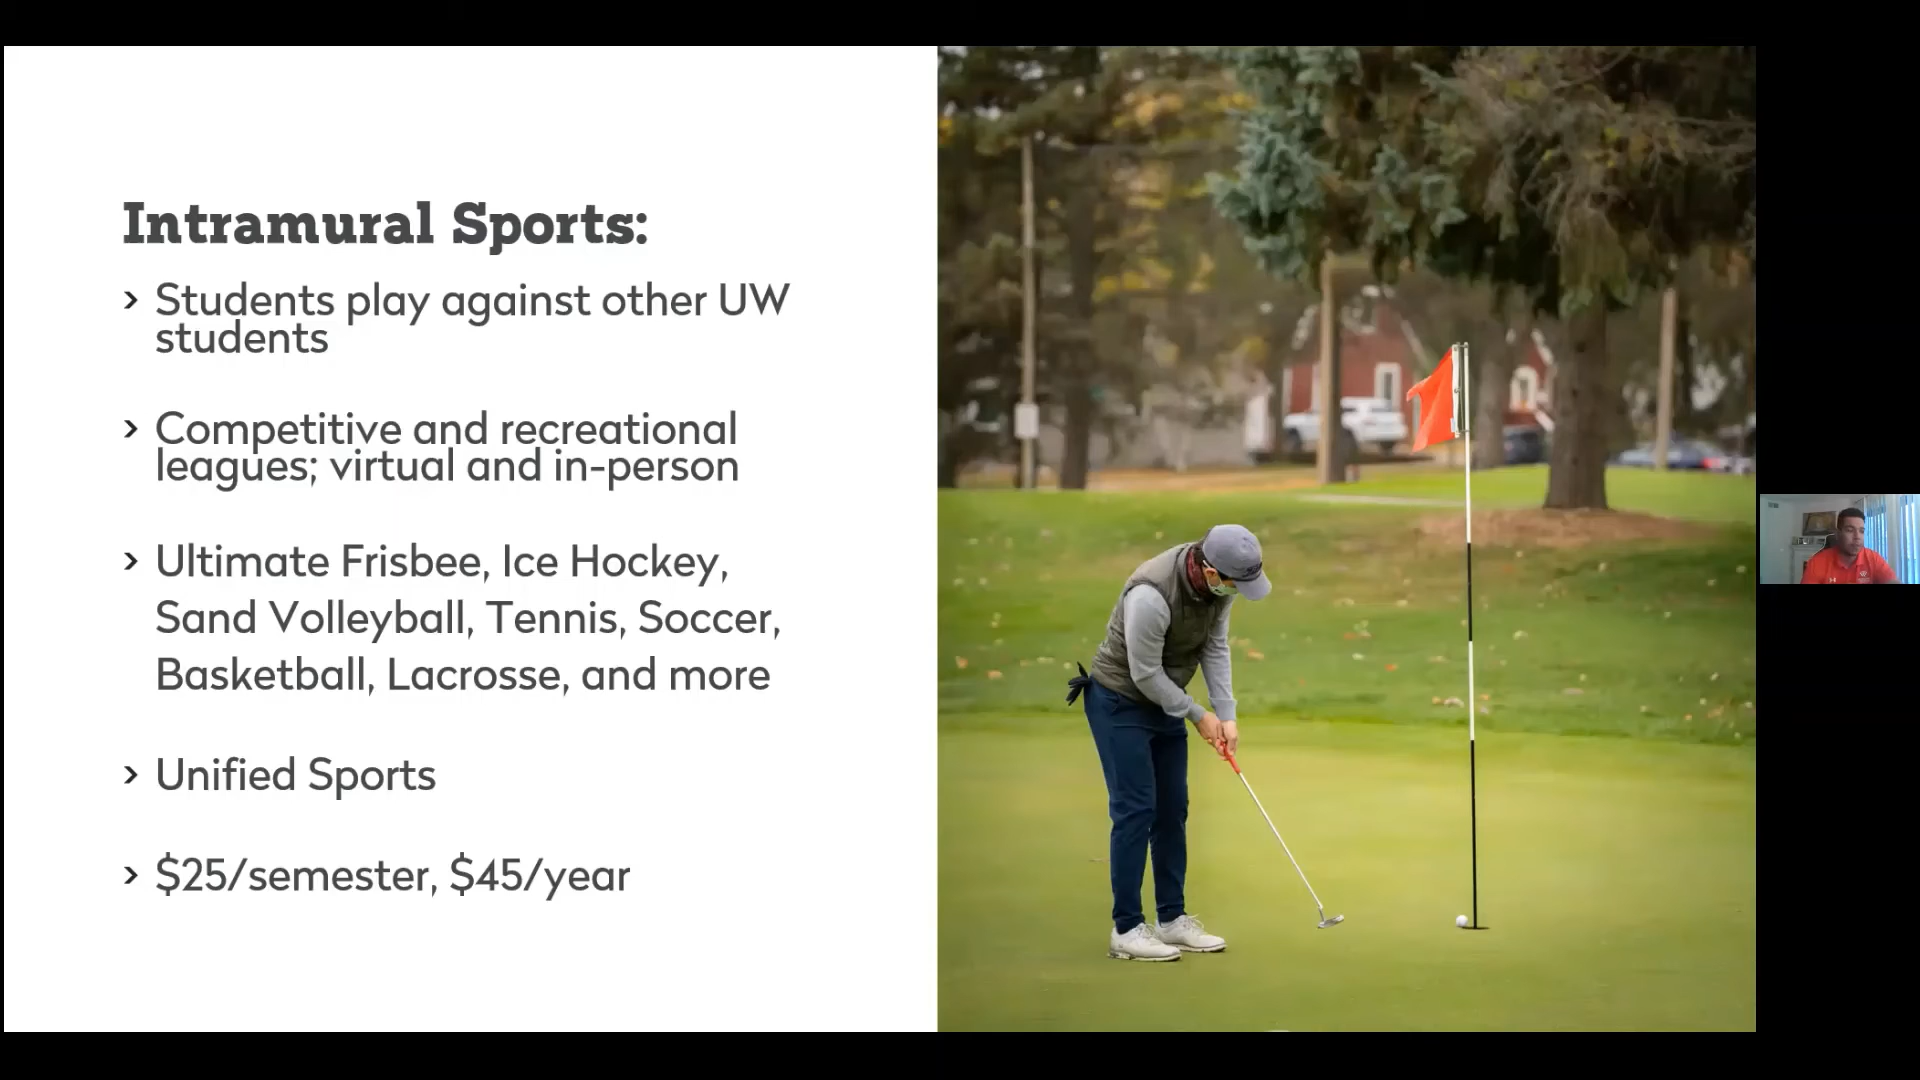 Intramural Sports:
› Students play against other UW
students
› Competitive and recreational
leagues; virtual and in-person
› Ultimate Frisbee, Ice Hockey,
Sand Volleyball, Tennis, Soccer,
Basketball, Lacrosse, and more
› Unified Sports
› $25/semester, $45/year